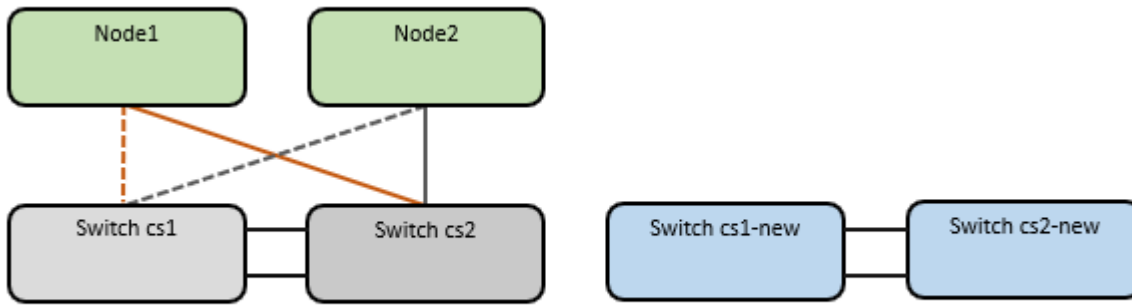 Node1
Node2
Switch cs1
Switch cs2
Switch cs1-new
Switch cs2-new